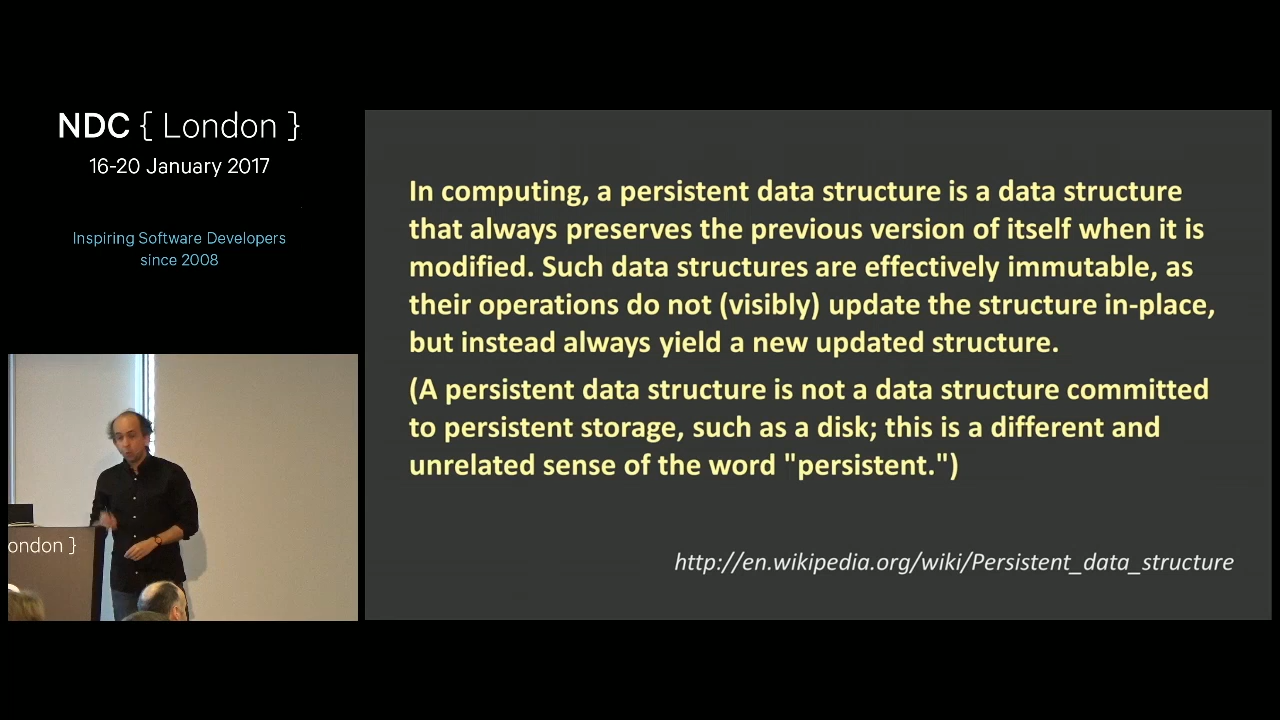 NDC { London }
16-20 January 2017
Inspiring Software Developers
since 2008
ondon }
In computing, a persistent data structure is a data structure
that always preserves the previous version of itself when it is
modified. Such data structures are effectively immutable, as
their operations do not (visibly) update the structure in-place,
but instead always yield a new updated structure.
(A persistent data structure is not a data structure committed
to persistent storage, such as a disk; this is a different and
unrelated sense of the word "persistent.")
http://en.wikipedia.org/wiki/Persistent_data_structure